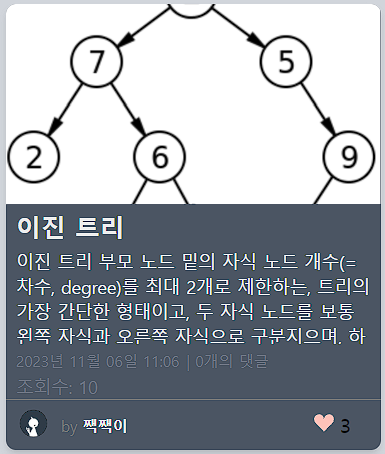 7
5
2
6
9
이진 트리
이진 트리 부모 노드 밑의 자식 노드 개수(=
차수, degree)를 최대 2개로 제한하는, 트리의
가장 간단한 형태이고, 두 자식 노드를 보통
왼쪽 자식과 오른쪽 자식으로 구분지으며. 하
2023년 11월 06일 11:06 | 0개의 댓글
조회수: 10
by 짹짹이
3